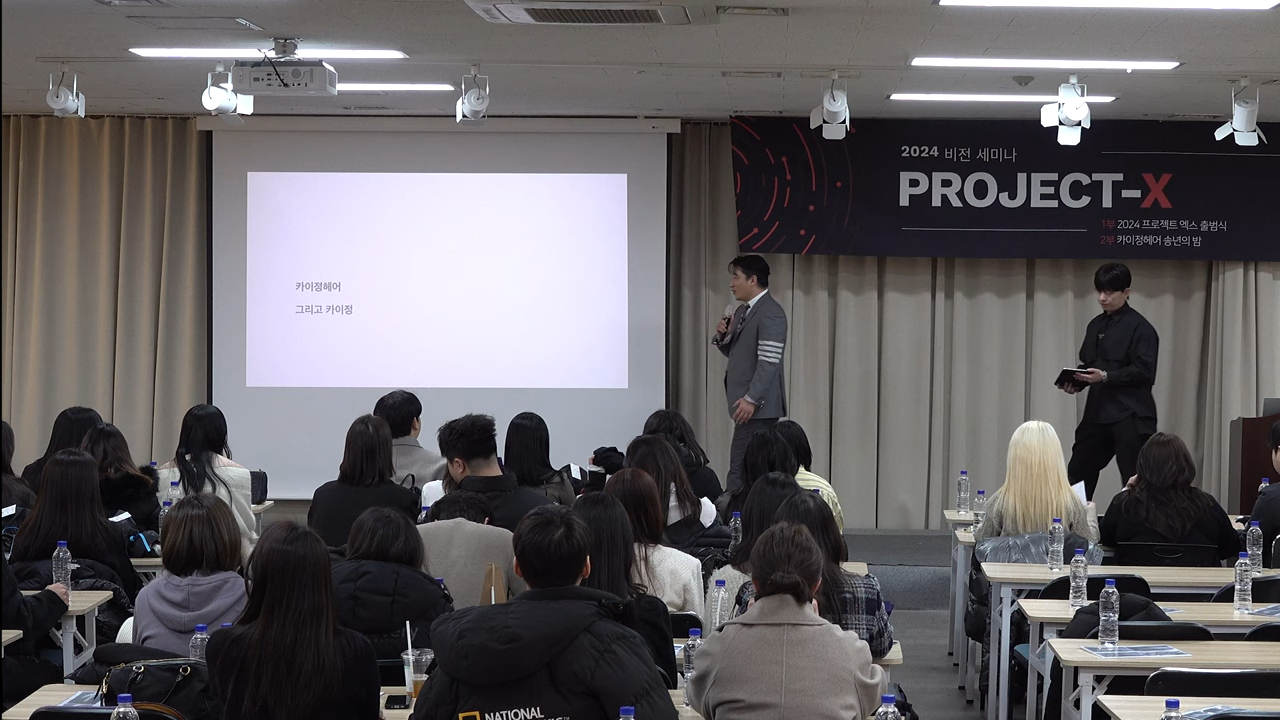 카이정헤어
그리고 카이정
2024 비전 세미나
PROJECT-X
1부 2024 프로젝트 엑스 출범식
2부 카이정헤어 송년의 밤
NATIONAL